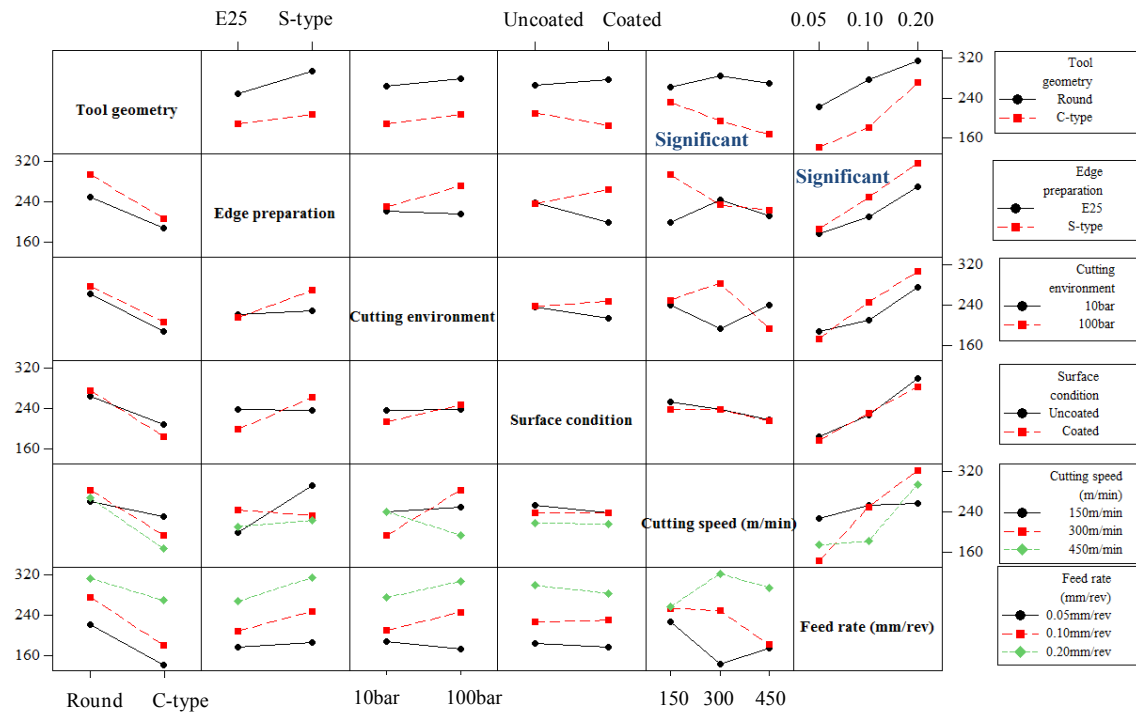 E25 S-type Uncoated Coated 0.05 0.10 0.20
Tool geometry
Significant
320
240
160
Tool
geometry
Round
C-type
320
240
160
Edge preparation
Significant
Edge
preparation
E25
S-type
Cutting environment
320
240
160
Cutting
environment
10bar
100bar
320
240
160
Surface condition
Surface
condition
Uncoated
Coated
Cutting speed (m/min)
320
240
160
Cutting speed
(m/min)
150m/min
300m/min
450m/min
320
240
160
Feed rate (mm/rev)
Feed rate
(mm/rev)
0.05mm/rev
0.10mm/rev
0.20mm/rev
Round C-type 10bar 100bar 150 300 450